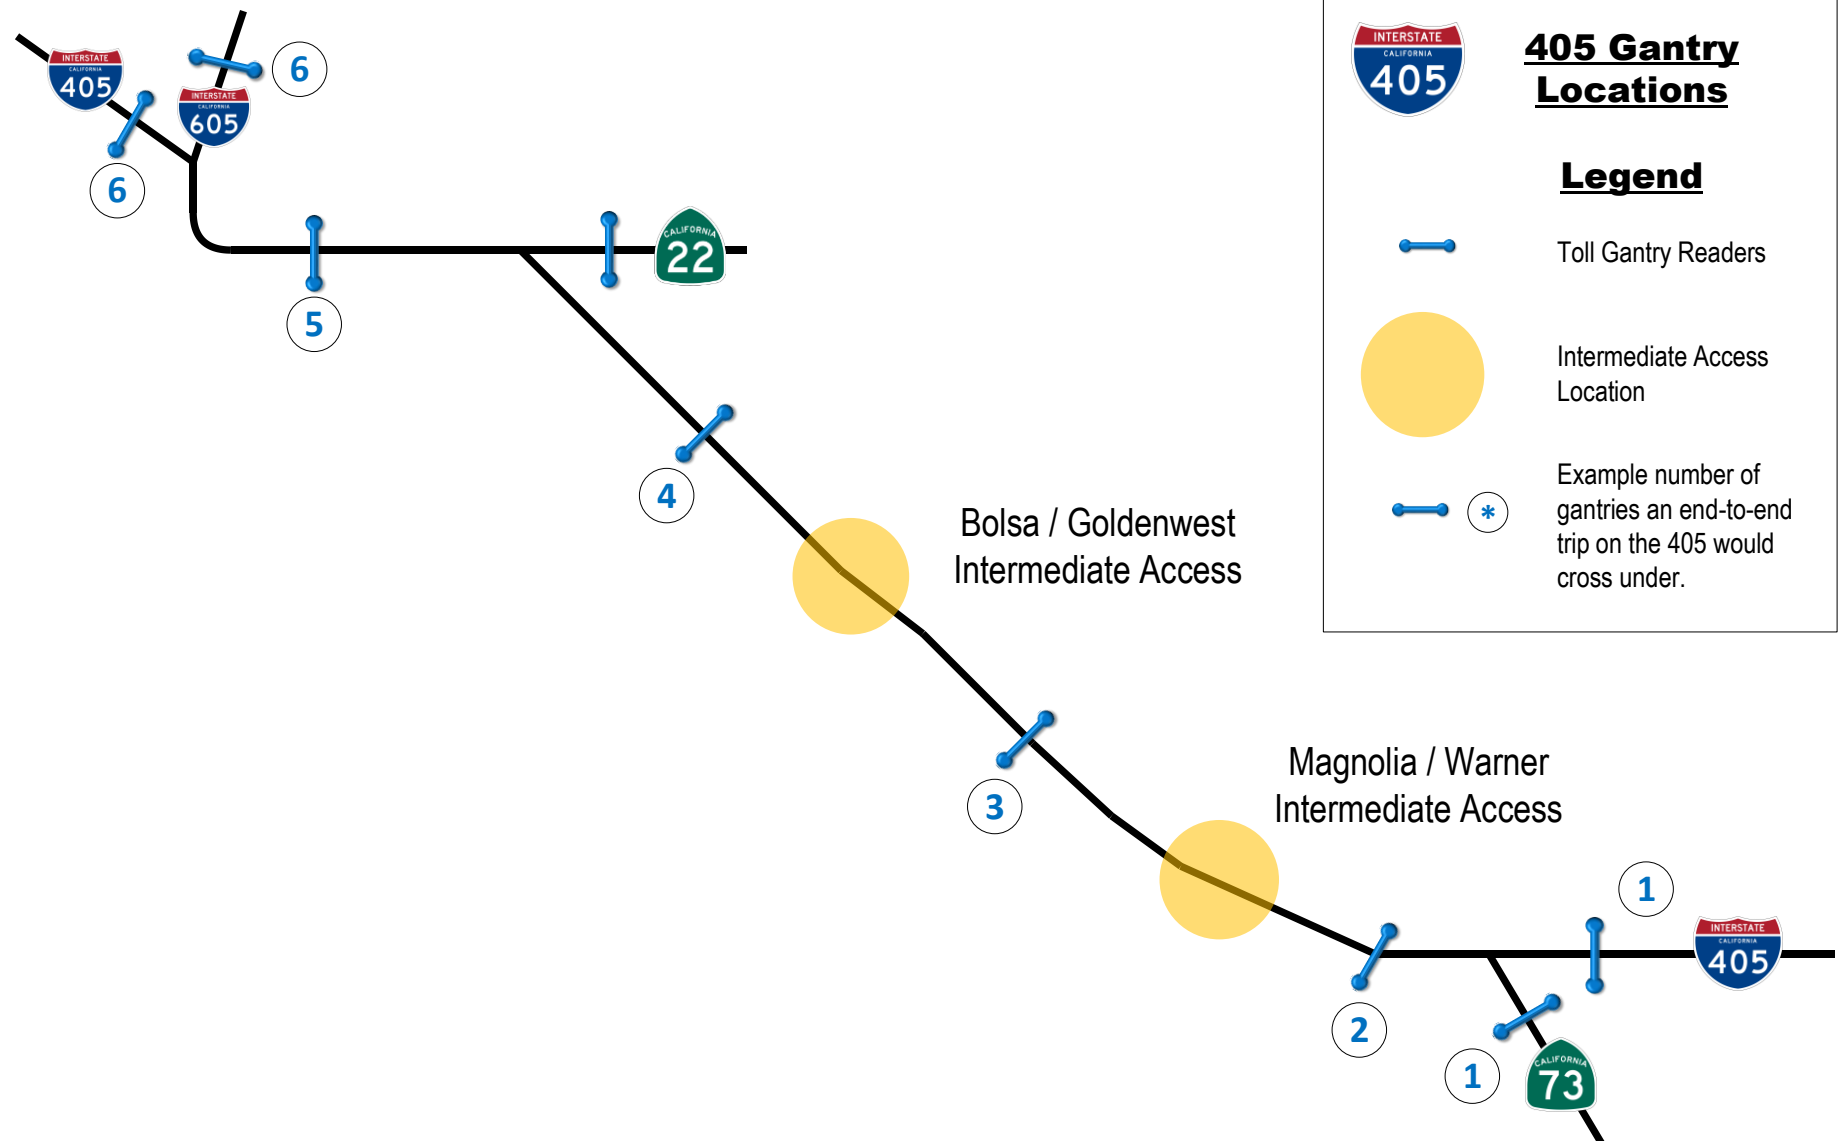 INTERSTATE
CALIFORNIA
405
INTERSTATE
CALIFORNIA
605
6
6
5
CALIFORNIA
22
4
Bolsa / Goldenwest
Intermediate Access
3
Magnolia / Warner
Intermediate Access
1
INTERSTATE
CALIFORNIA
405
2
1
CALIFORNIA
73
INTERSTATE
CALIFORNIA
405
405 Gantry
Locations
Legend
Toll Gantry Readers
Intermediate Access
Location
*
Example number of
gantries an end-to-end
trip on the 405 would
cross under.